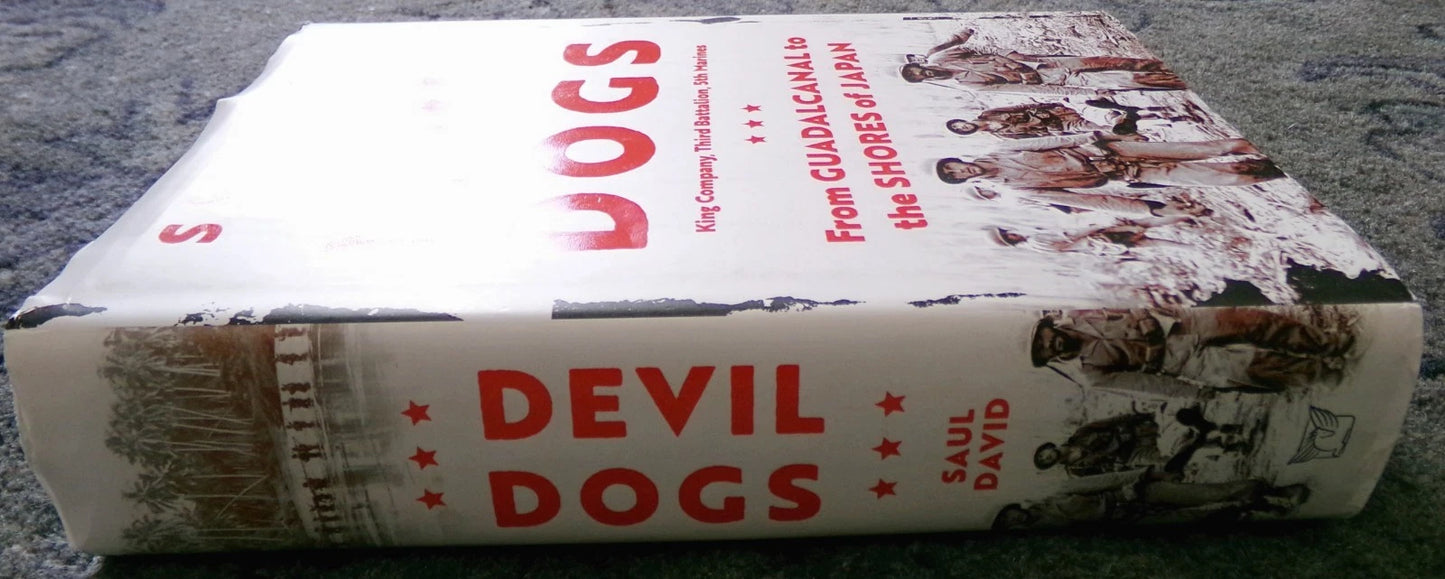 S
DOGS
King Company, Third Battalion, 5th Marines
From GUADALCANAL to
the SHORES of JAPAN
DEVIL
DOGS
SAUL
DAVID